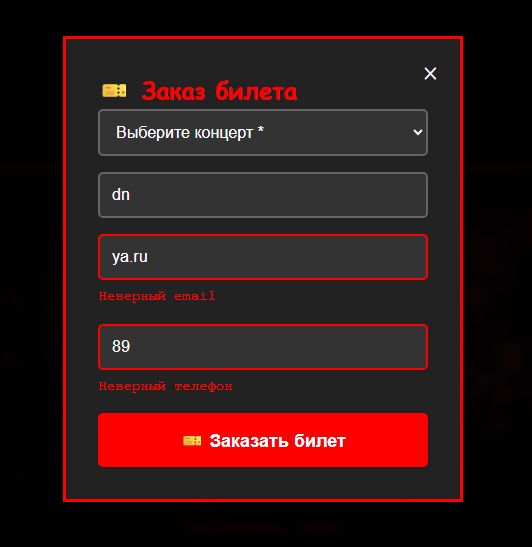 ×
🎫 Заказ билета
Выберите концерт *
dn
ya.ru
Неверный email
89
Неверный телефон
🎫 Заказать билет